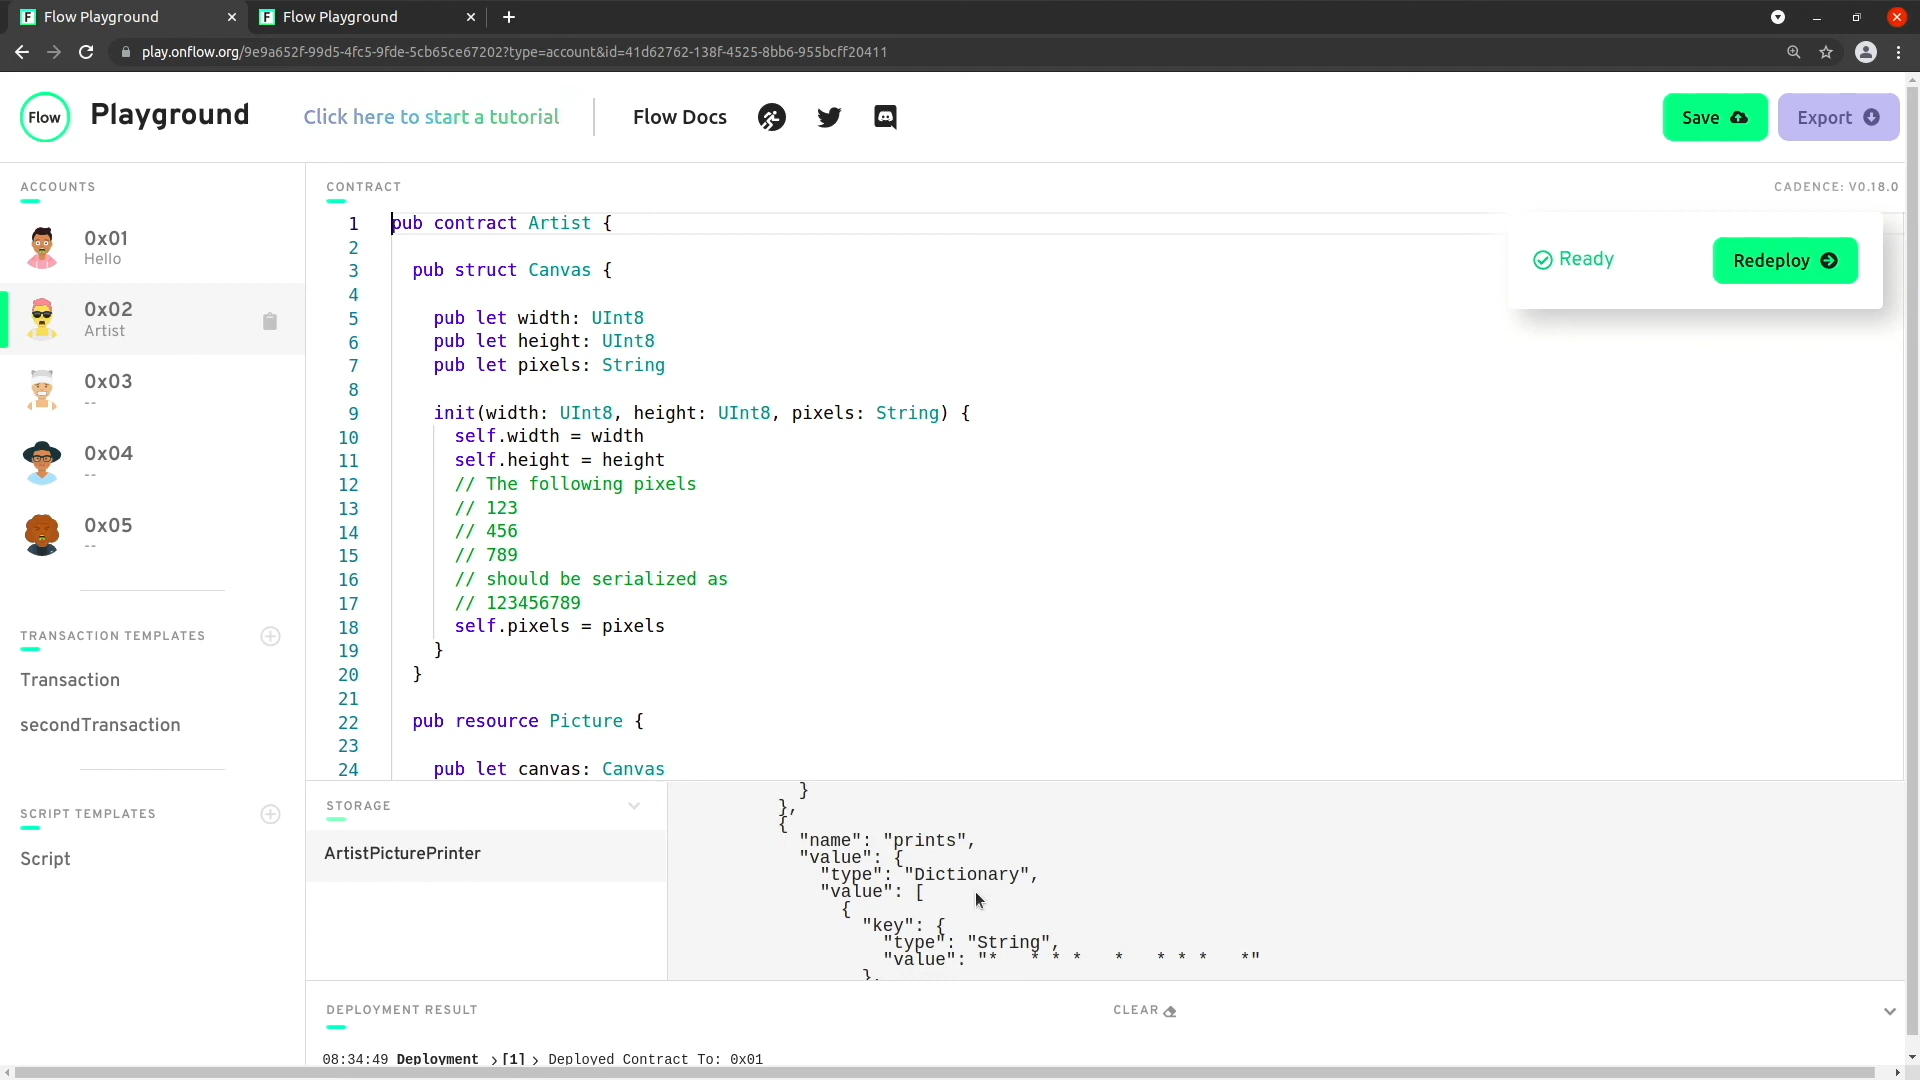 Flow Playground
Flow Playground
play.onflow.org/9e9a652f-99d5-4fc5-9fde-5cb65ce67202?type=account&id=41d62762-138f-4525-8bb6-955bcff20411
Flow
Playground
Click here to start a tutorial
Flow Docs
Save
Export
ACCOUNTS
0x01
Hello
0x02
Artist
0x03
--
0x04
--
0x05
--
TRANSACTION TEMPLATES
Transaction
secondTransaction
SCRIPT TEMPLATES
Script
CONTRACT
CADENCE: V0.18.0
Ready
Redeploy
1 pub contract Artist {
2
3 pub struct Canvas {
4
5 pub let width: UInt8
6 pub let height: UInt8
7 pub let pixels: String
8
9 init(width: UInt8, height: UInt8, pixels: String) {
10 self.width = width
11 self.height = height
12 // The following pixels
13 // 123
14 // 456
15 // 789
16 // should be serialized as
17 // 123456789
18 self.pixels = pixels
19 }
20 }
21
22 pub resource Picture {
23
24 pub let canvas: Canvas
STORAGE
ArtistPicturePrinter
}
},
{
"name": "prints",
"value": {
"type": "Dictionary",
"value": [
{
"key": {
"type": "String",
"value": "*   * * *   *   * * *   *"
},
DEPLOYMENT RESULT
CLEAR
08:34:49 Deployment >[1]> Deployed Contract To: 0x01